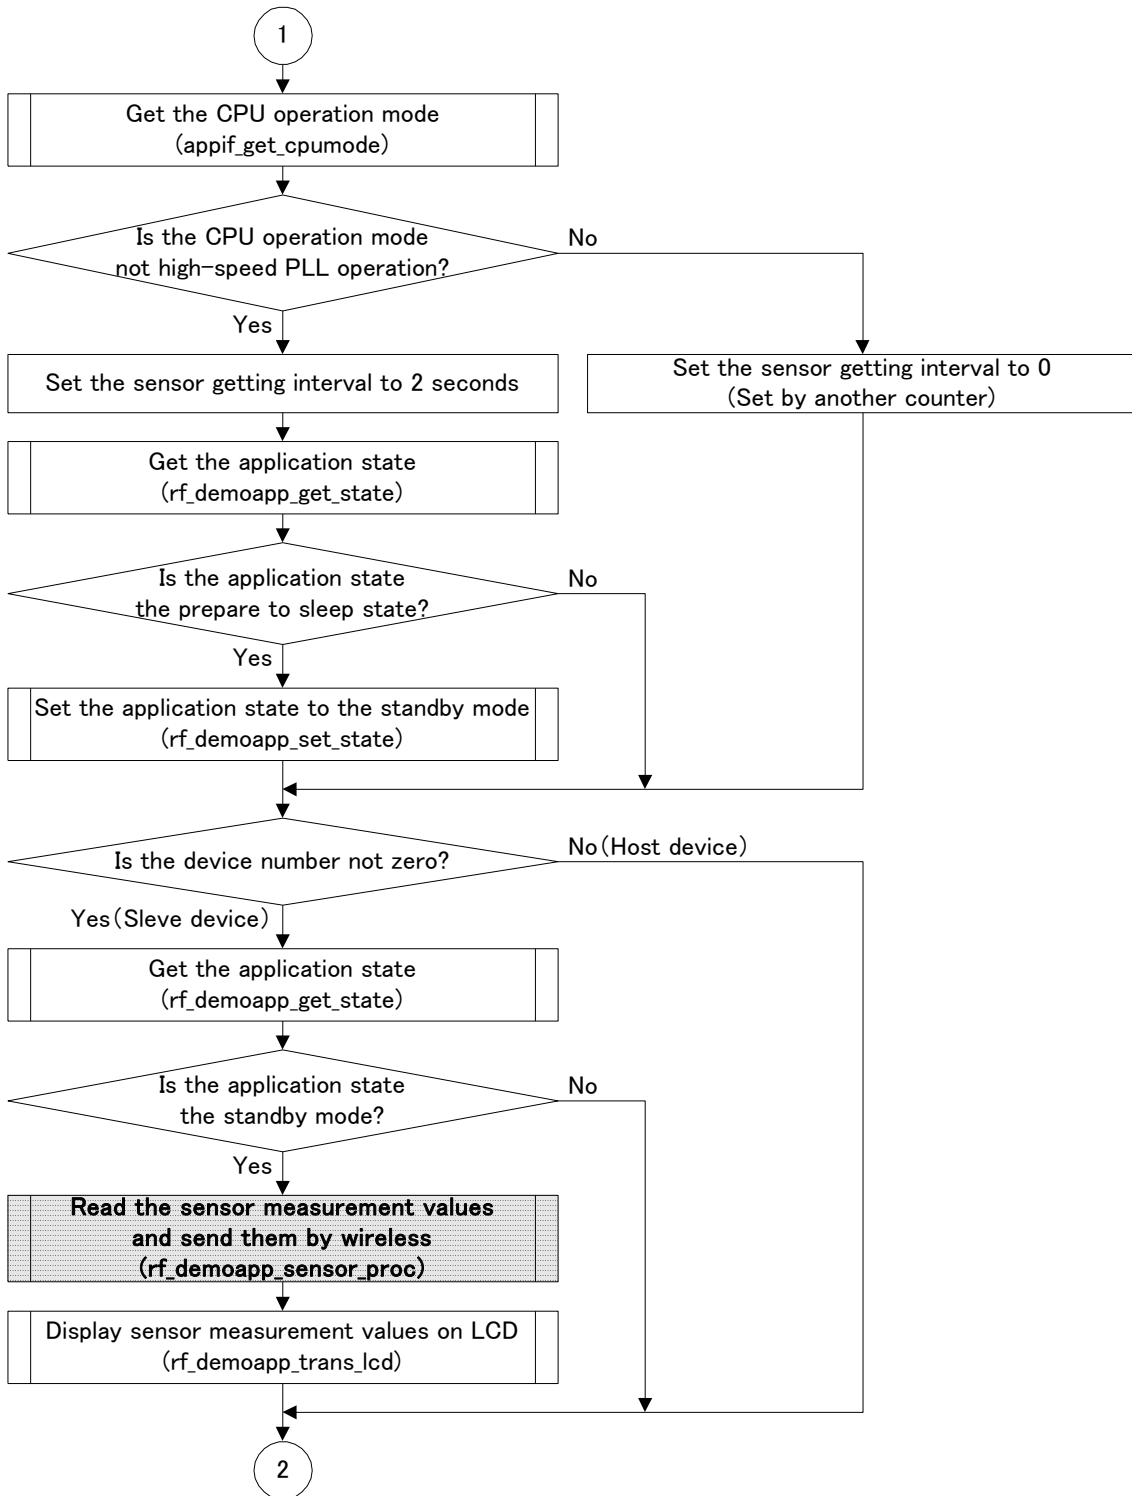 1
Get the CPU operation mode
(appif_get_cpumode)
Is the CPU operation mode
not high-speed PLL operation?
No
Yes
Set the sensor getting interval to 2 seconds
Set the sensor getting interval to 0
(Set by another counter)
Get the application state
(rf_demoapp_get_state)
Is the application state
the prepare to sleep state?
No
Yes
Set the application state to the standby mode
(rf_demoapp_set_state)
Is the device number not zero?
No(Host device)
Yes(Sleve device)
Get the application state
(rf_demoapp_get_state)
Is the application state
the standby mode?
No
Yes
Read the sensor measurement values
and send them by wireless
(rf_demoapp_sensor_proc)
Display sensor measurement values on LCD
(rf_demoapp_trans_lcd)
2